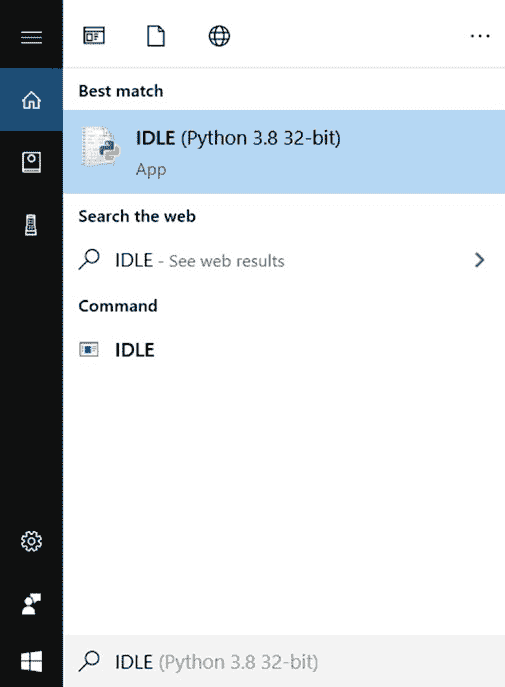 Best match
IDLE (Python 3.8 32-bit)
App
Search the web
IDLE - See web results
Command
IDLE
IDLE (Python 3.8 32-bit)